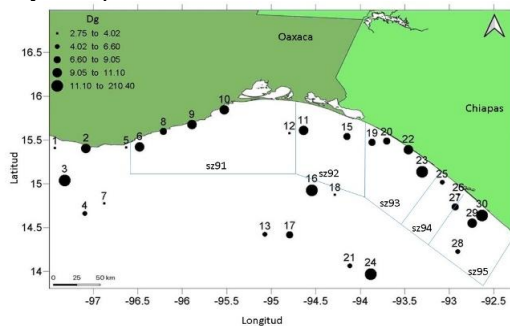 Dg
2.75 to 4.02
4.02 to 6.60
6.60 to 9.05
9.05 to 11.10
11.10 to 210.40
Oaxaca
Chiapas
16.5
16
15.5
15
14.5
14
Latitud
1
2
3
4
5
6
7
8
9
10
11
12
13
14
15
16
17
18
19
20
21
22
23
24
25
26
27
28
29
30
sz91
sz92
sz93
sz94
sz95
0 25 50 km
-97
-96.5
-96
-95.5
-95
-94.5
-94
-93.5
-93
-92.5
Longitud